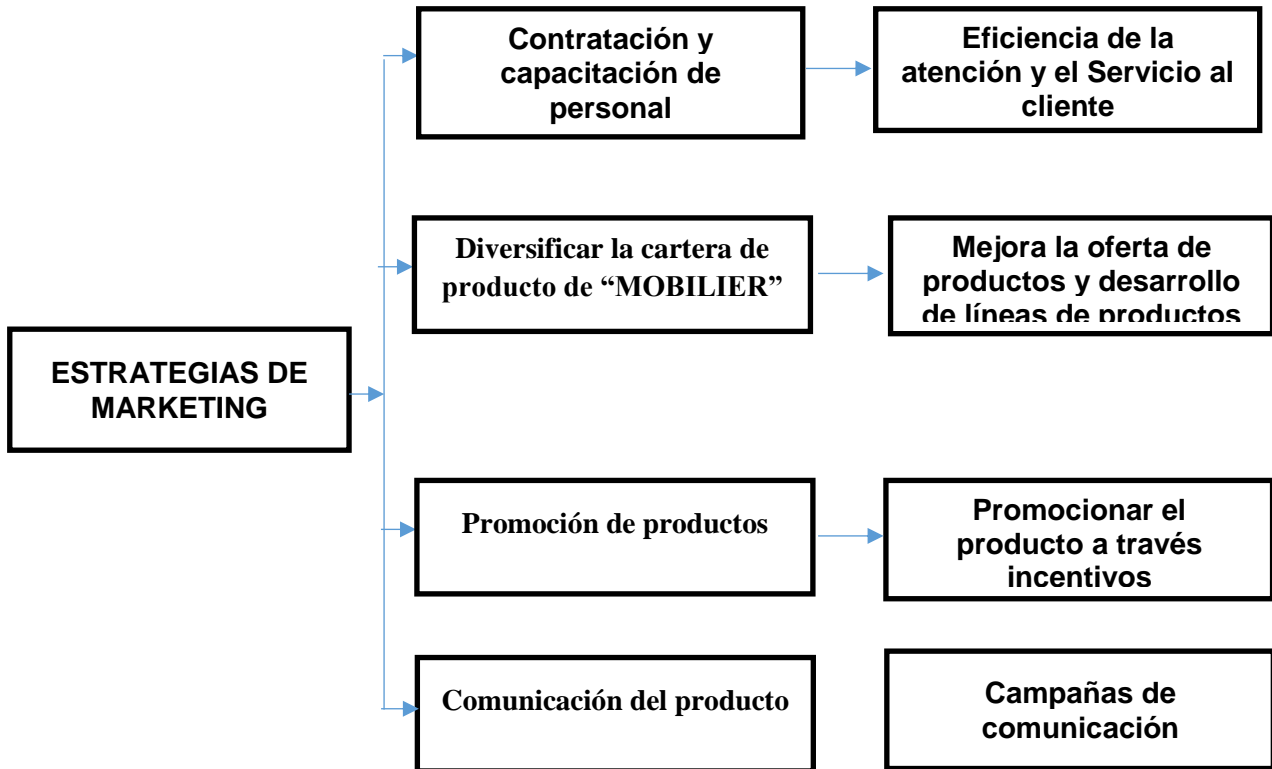 Contratación y
capacitación de
personal
Eficiencia de la
atención y el Servicio al
cliente
Diversificar la cartera de
producto de “MOBILIER”
Mejora la oferta de
productos y desarrollo
de líneas de productos
ESTRATEGIAS DE
MARKETING
Promoción de productos
Promocionar el
producto a través
incentivos
Comunicación del producto
Campañas de
comunicación